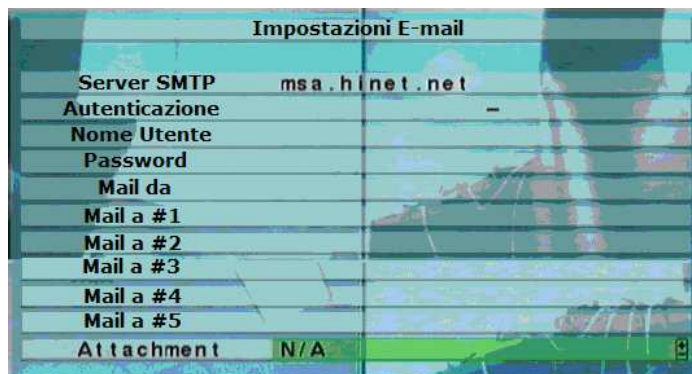 Impostazioni E-mail
Server SMTP msa.hinet.net
Autenticazione –
Nome Utente
Password
Mail da
Mail a #1
Mail a #2
Mail a #3
Mail a #4
Mail a #5
Attachment N/A